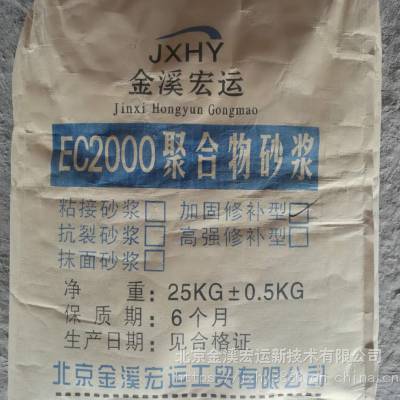 JXHY
金溪宏运
Jinxi Hongyun Gongmao
EC2000聚合物砂浆
粘接砂浆□ 加固修补型☑
抗裂砂浆□ 高强修补型□
抹面砂浆□
净 重：25KG±0.5KG
保 质 期：6个月
生产日期：见合格证
北京金溪宏运新技术有限公司
北京金溪宏运工贸有限公
detail.1688.china.cn